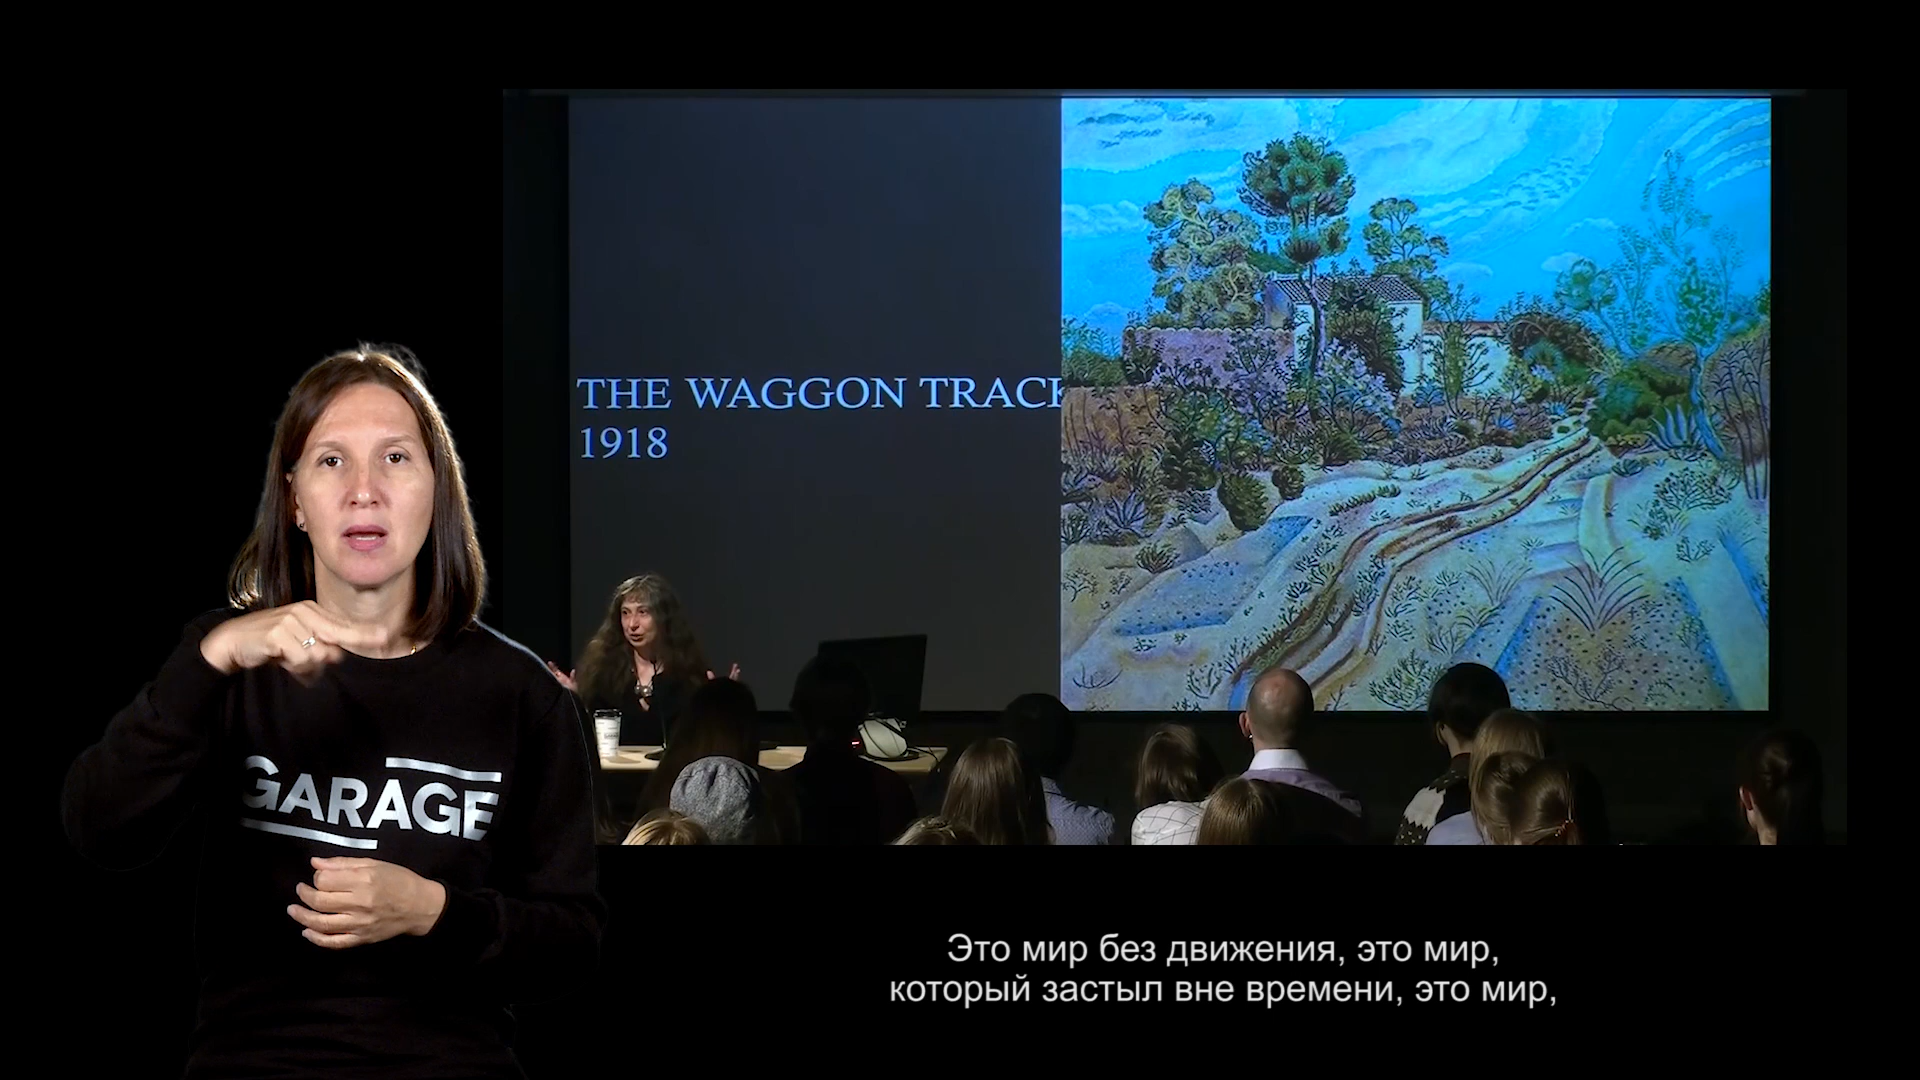 THE WAGGON TRACK
1918
GARAGE
Это мир без движения, это мир,
который застыл вне времени, это мир,